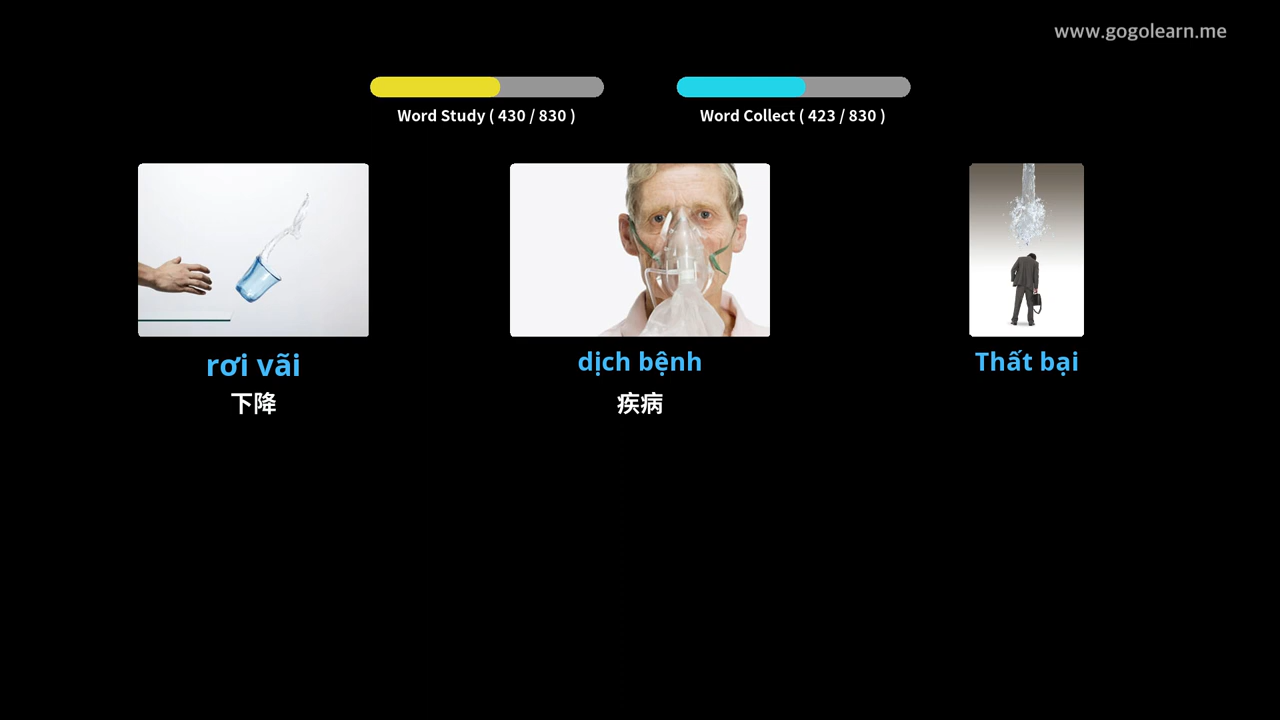 www.gogolearn.me
Word Study ( 430 / 830 )
Word Collect ( 423 / 830 )
rơi vãi
dịch bệnh
Thất bại
下降
疾病